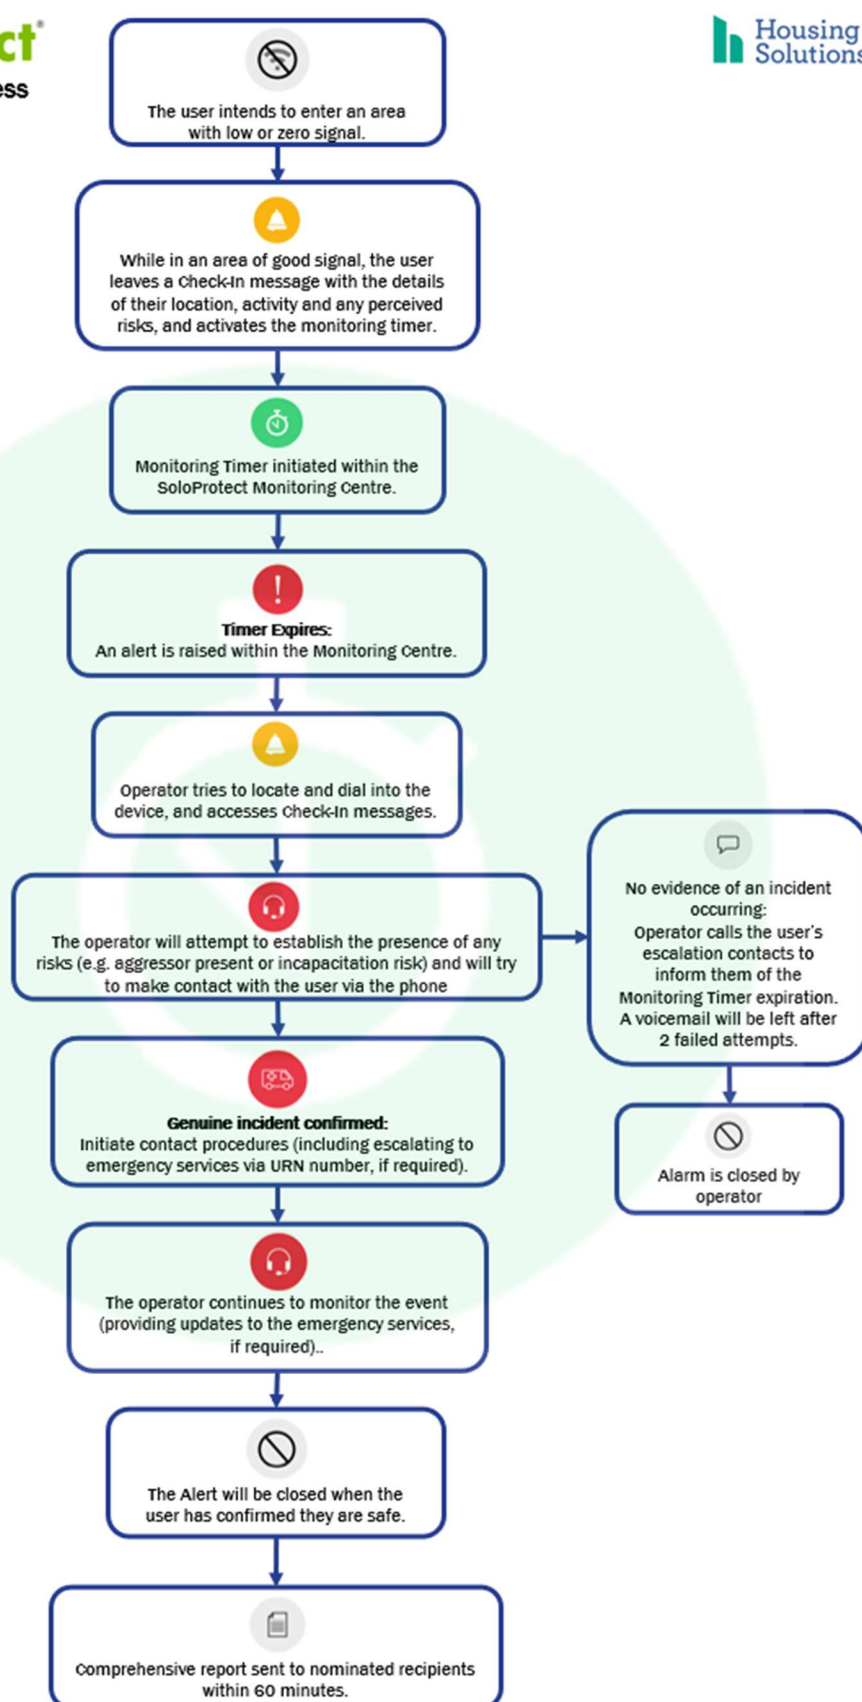 ct®
ess
Housing
Solutions
The user intends to enter an area
with low or zero signal.
While in an area of good signal, the user
leaves a Check-In message with the details
of their location, activity and any perceived
risks, and activates the monitoring timer.
Monitoring Timer initiated within the
SoloProtect Monitoring Centre.
Timer Expires:
An alert is raised within the Monitoring Centre.
Operator tries to locate and dial into the
device, and accesses Check-In messages.
The operator will attempt to establish the presence of any
risks (e.g. aggressor present or incapacitation risk) and will try
to make contact with the user via the phone
No evidence of an incident
occurring:
Operator calls the user's
escalation contacts to
inform them of the
Monitoring Timer expiration.
A voicemail will be left after
2 failed attempts.
Alarm is closed by
operator
Genuine incident confirmed:
Initiate contact procedures (including escalating to
emergency services via URN number, if required).
The operator continues to monitor the event
(providing updates to the emergency services,
if required)..
The Alert will be closed when the
user has confirmed they are safe.
Comprehensive report sent to nominated recipients
within 60 minutes.